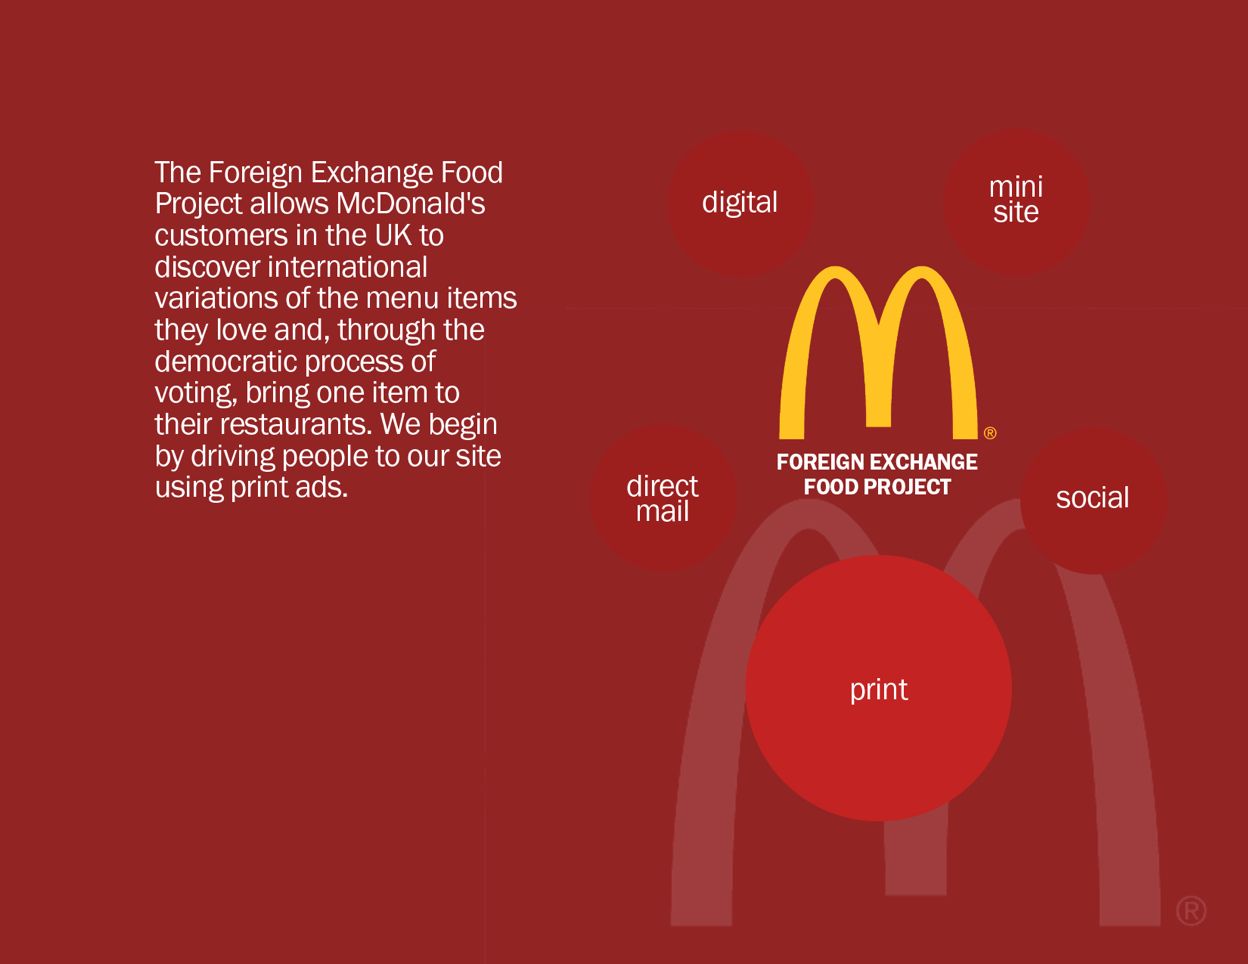 The Foreign Exchange Food
Project allows McDonald's
customers in the UK to
discover international
variations of the menu items
they love and, through the
democratic process of
voting, bring one item to
their restaurants. We begin
by driving people to our site
using print ads.
digital
mini
site
®
FOREIGN EXCHANGE
FOOD PROJECT
direct
mail
social
print
®